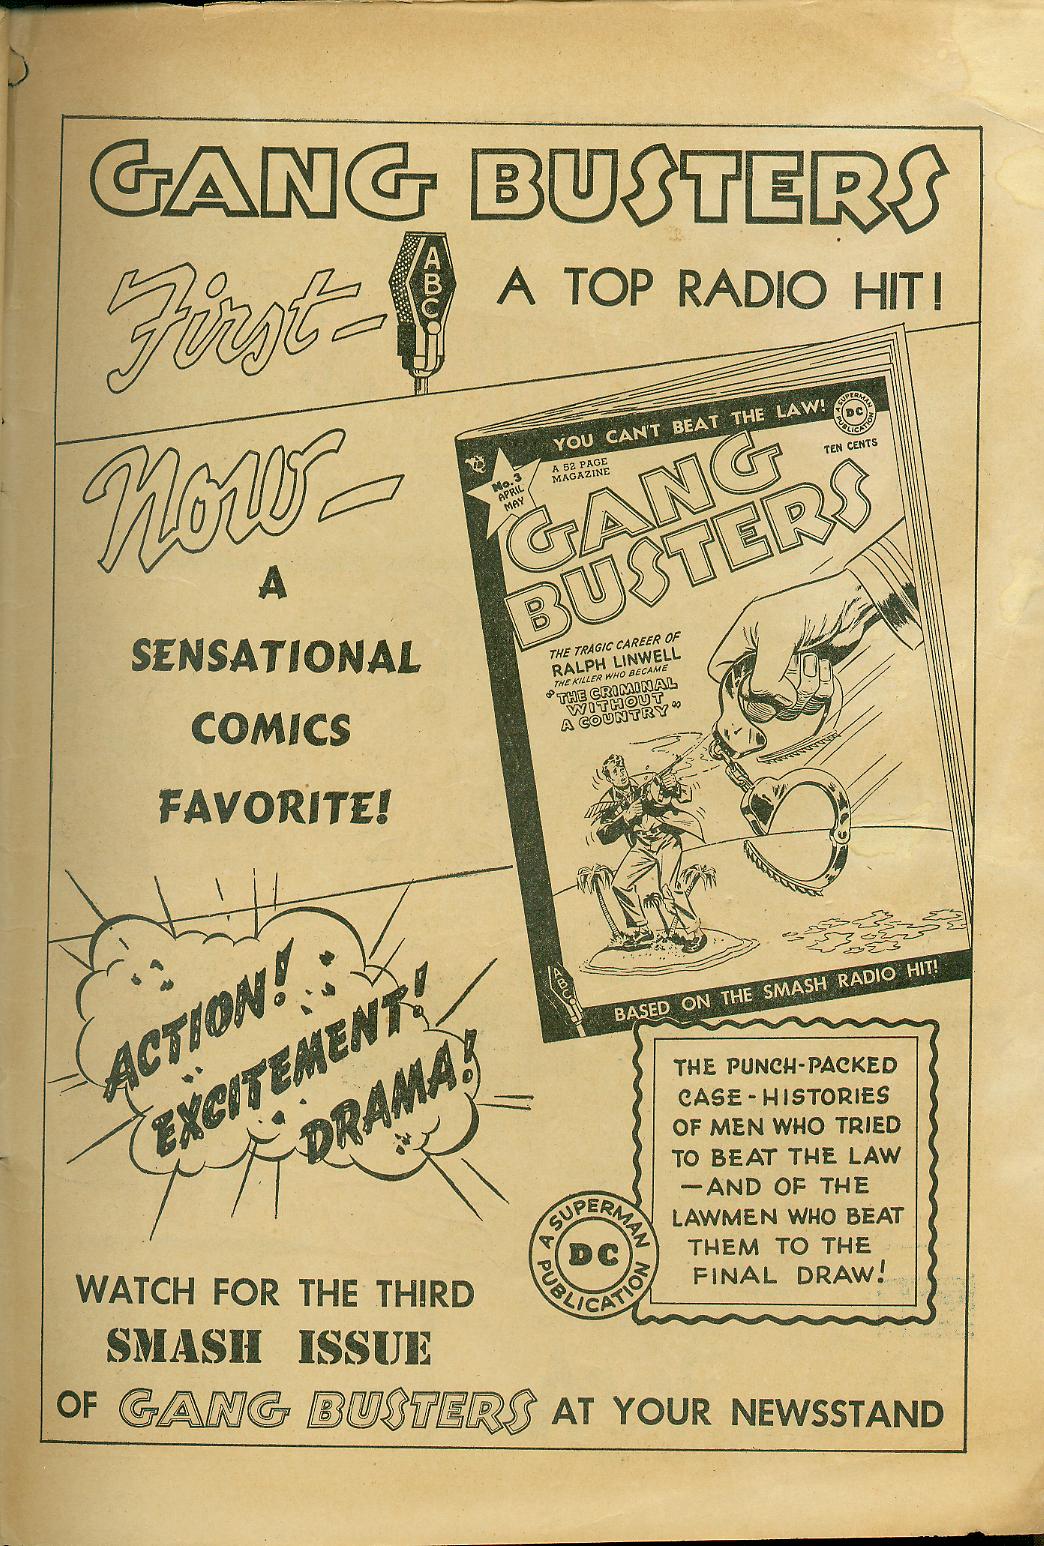 GANG BUSTERS
First—
ABC
A TOP RADIO HIT!
Now—
A
SENSATIONAL
COMICS
FAVORITE!
YOU CAN'T BEAT THE LAW!
A SUPERMAN DC PUBLICATION
No. 3
APRIL
MAY
A 52 PAGE
MAGAZINE
TEN CENTS
GANG
BUSTERS
THE TRAGIC CAREER OF
RALPH LINWELL
THE KILLER WHO BECAME
"THE CRIMINAL
WITHOUT
A COUNTRY"
ABC
BASED ON THE SMASH RADIO HIT!
ACTION!
EXCITEMENT!
DRAMA!
THE PUNCH-PACKED
CASE-HISTORIES
OF MEN WHO TRIED
TO BEAT THE LAW
—AND OF THE
LAWMEN WHO BEAT
THEM TO THE
FINAL DRAW!
A SUPERMAN DC PUBLICATION
WATCH FOR THE THIRD
SMASH ISSUE
OF GANG BUSTERS AT YOUR NEWSSTAND